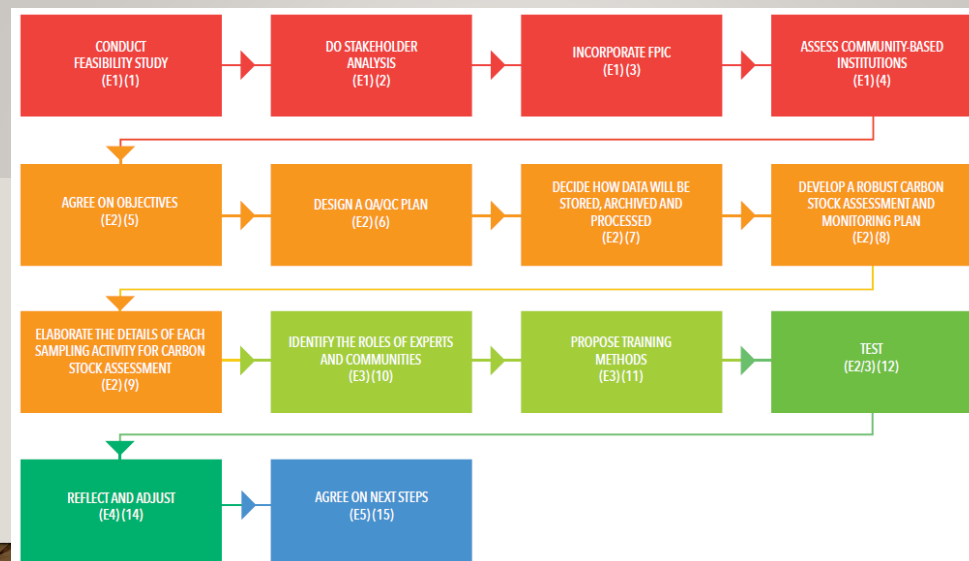 CONDUCT
FEASIBILITY STUDY
(E1)(1)
DO STAKEHOLDER
ANALYSIS
(E1)(2)
INCORPORATE FPIC
(E1)(3)
ASSESS COMMUNITY-BASED
INSTITUTIONS
(E1)(4)
AGREE ON OBJECTIVES
(E2)(5)
DESIGN A QA/QC PLAN
(E2)(6)
DECIDE HOW DATA WILL BE
STORED, ARCHIVED AND
PROCESSED
(E2)(7)
DEVELOP A ROBUST CARBON
STOCK ASSESSMENT AND
MONITORING PLAN
(E2)(8)
ELABORATE THE DETAILS OF EACH
SAMPLING ACTIVITY FOR CARBON
STOCK ASSESSMENT
(E2)(9)
IDENTIFY THE ROLES OF EXPERTS
AND COMMUNITIES
(E3)(10)
PROPOSE TRAINING
METHODS
(E3)(11)
TEST
(E2/3)(12)
REFLECT AND ADJUST
(E4)(14)
AGREE ON NEXT STEPS
(E5)(15)